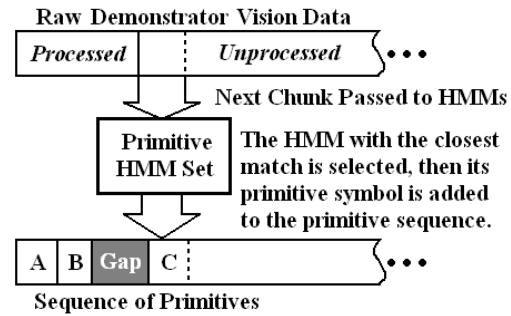 Raw Demonstrator Vision Data
Processed Unprocessed
Next Chunk Passed to HMMs
Primitive
HMM Set
The HMM with the closest
match is selected, then its
primitive symbol is added
to the primitive sequence.
A B Gap C
Sequence of Primitives